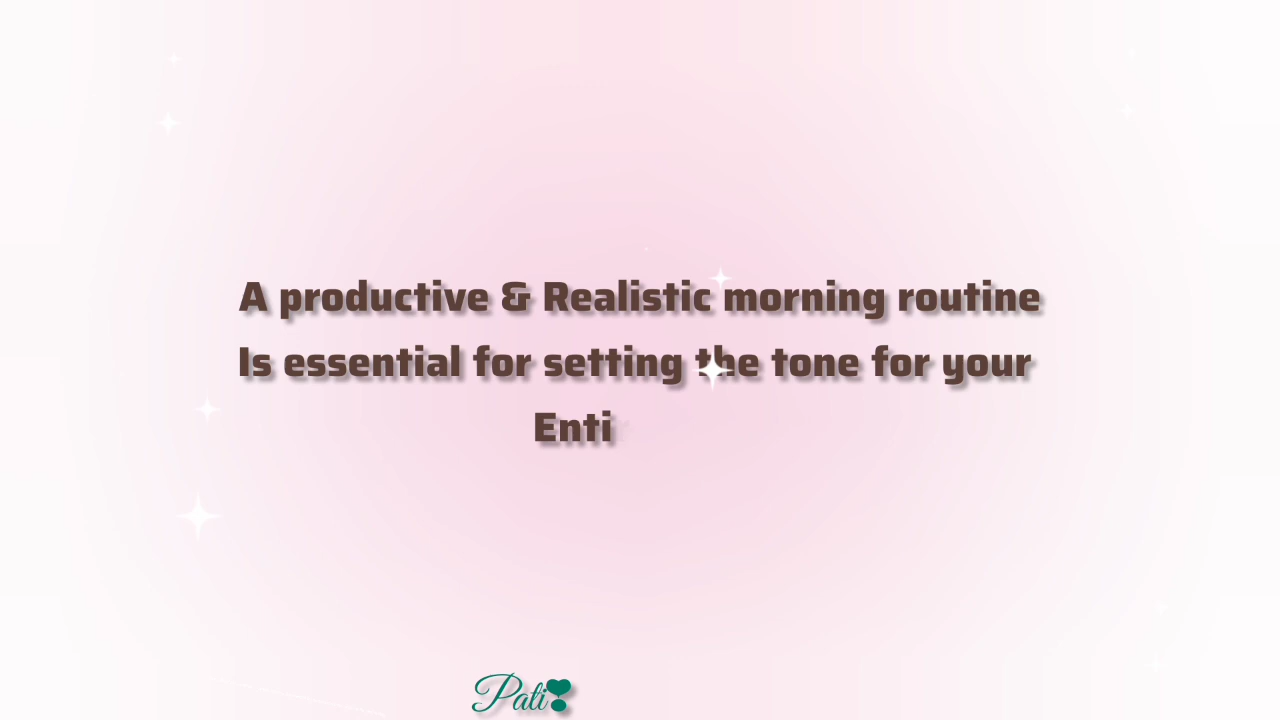 A productive & Realistic morning routine
Is essential for setting the tone for your
Enti
Pati